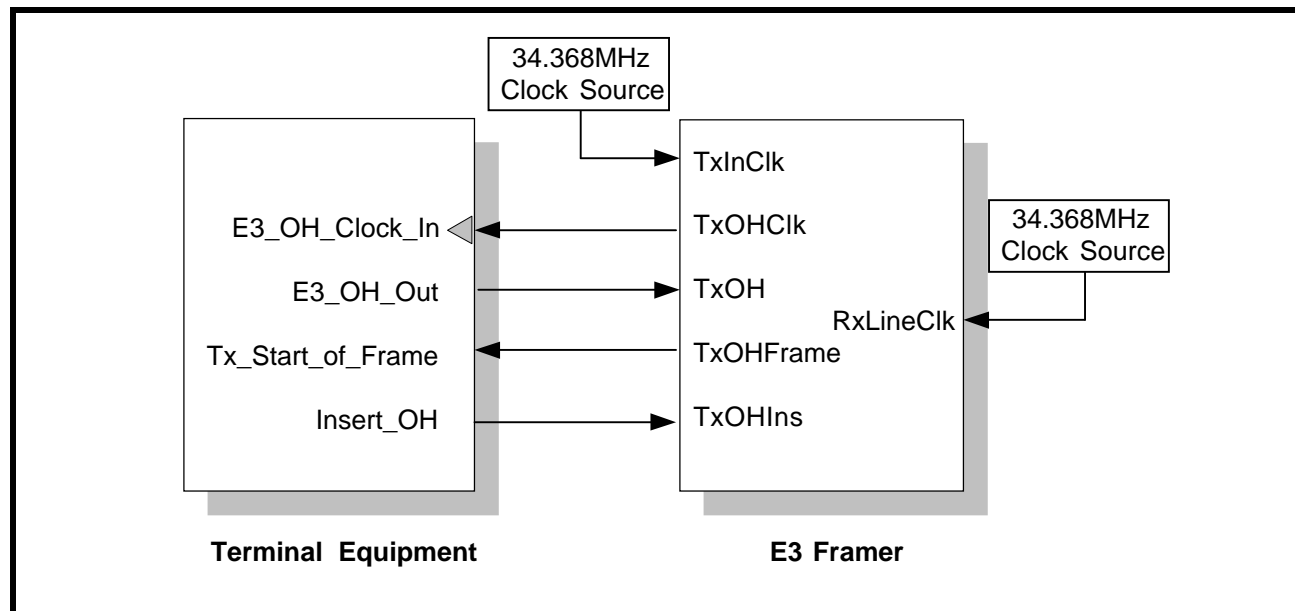 34.368MHz
Clock Source
TxInClk
E3_OH_Clock_In
TxOHClk
34.368MHz
Clock Source
E3_OH_Out
TxOH
RxLineClk
Tx_Start_of_Frame
TxOHFrame
Insert_OH
TxOHIns
Terminal Equipment
E3 Framer